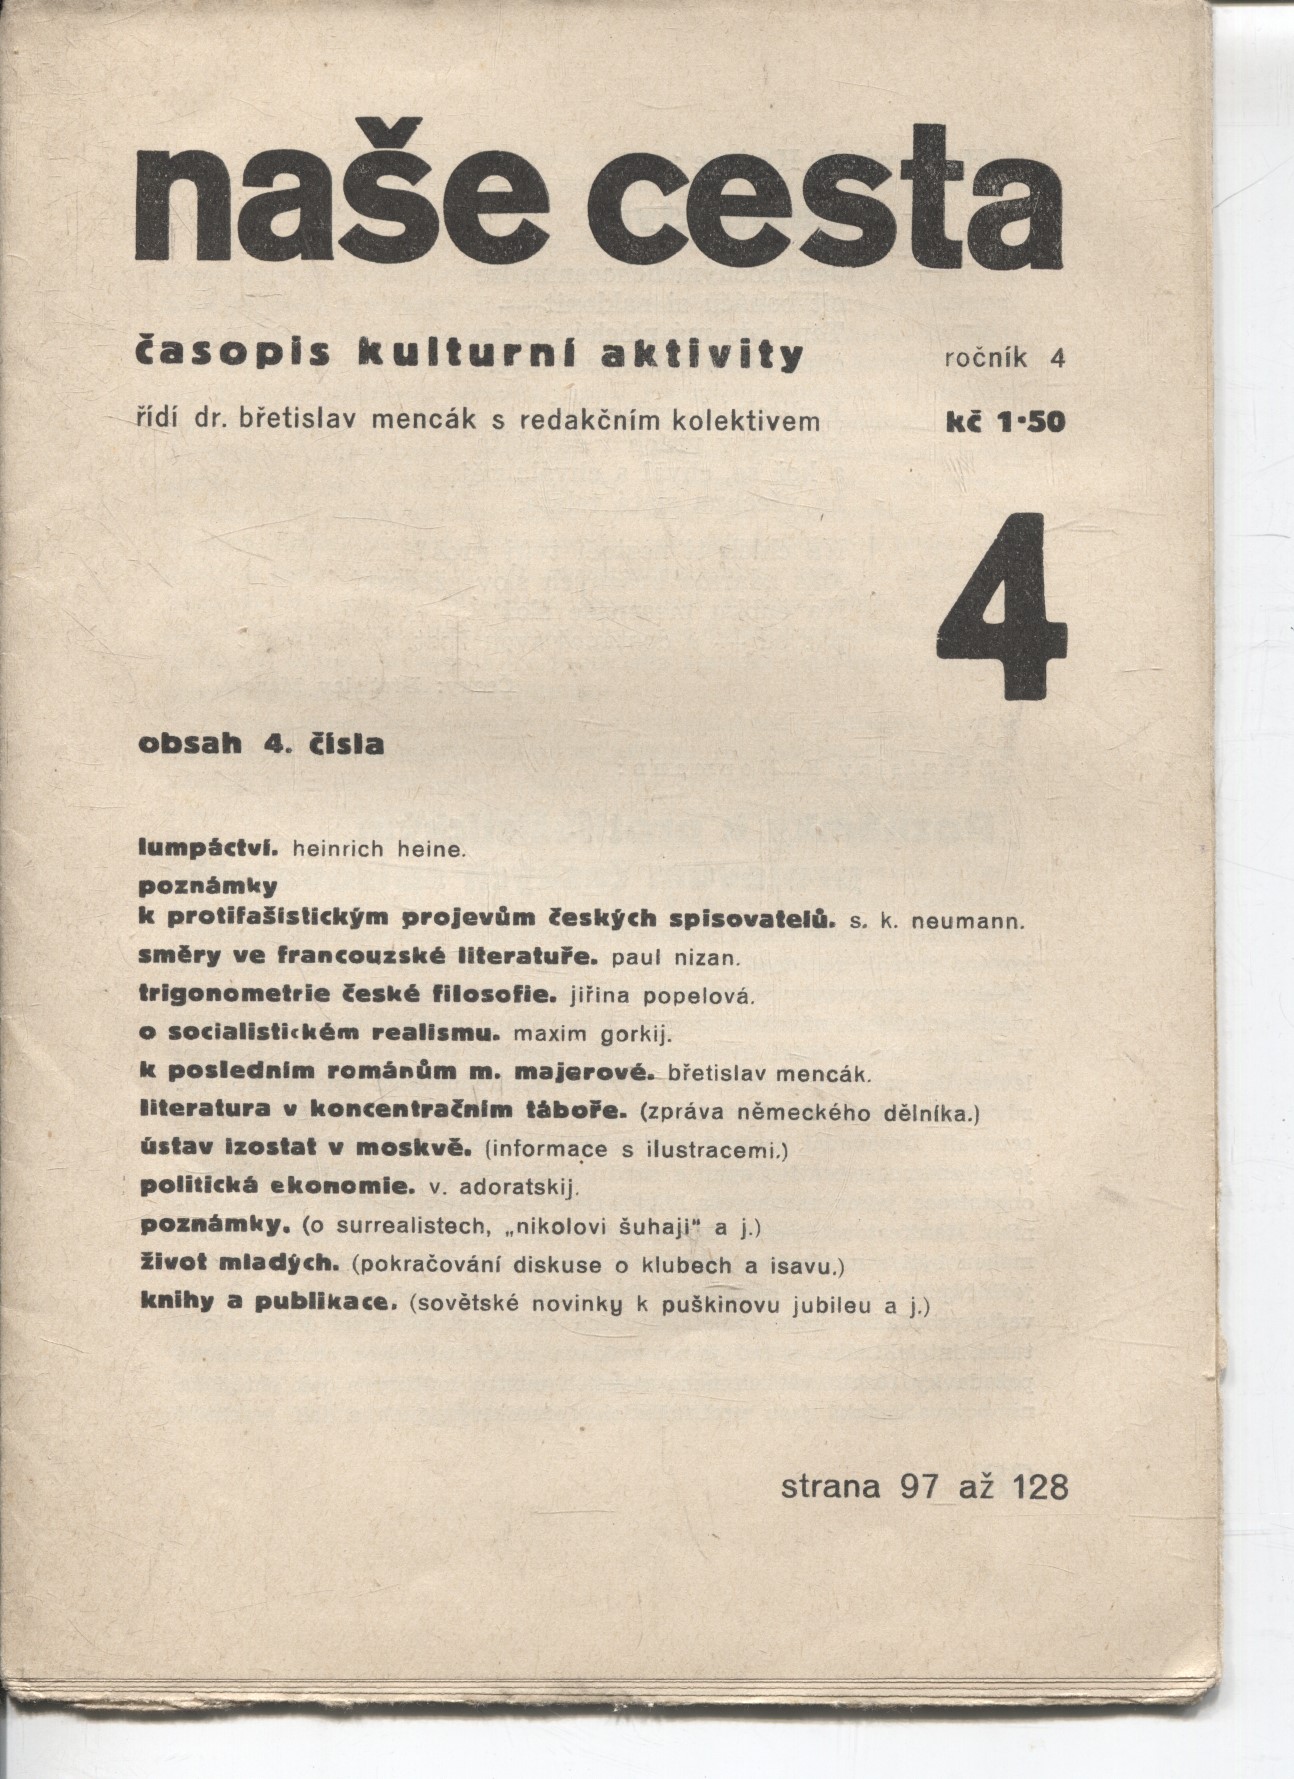 naše cesta
časopis kulturní aktivity ročník 4
řídí dr. břetislav mencák s redakčním kolektivem kč 1·50
4
obsah 4. čísla
lumpáctví. heinrich heine.
poznámky
k protifašistickým projevům českých spisovatelů. s. k. neumann.
směry ve francouzské literatuře. paul nizan.
trigonometrie české filosofie. jiřina popelová.
o socialistickém realismu. maxim gorkij.
k posledním románům m. majerové. břetislav mencák.
literatura v koncentračním táboře. (zpráva německého dělníka.)
ústav izostat v moskvě. (informace s ilustracemi.)
politická ekonomie. v. adoratskij.
poznámky. (o surrealistech, „nikolovi šuhaji" a j.)
život mladých. (pokračování diskuse o klubech a isavu.)
knihy a publikace. (sovětské novinky k puškinovu jubileu a j.)
strana 97 až 128